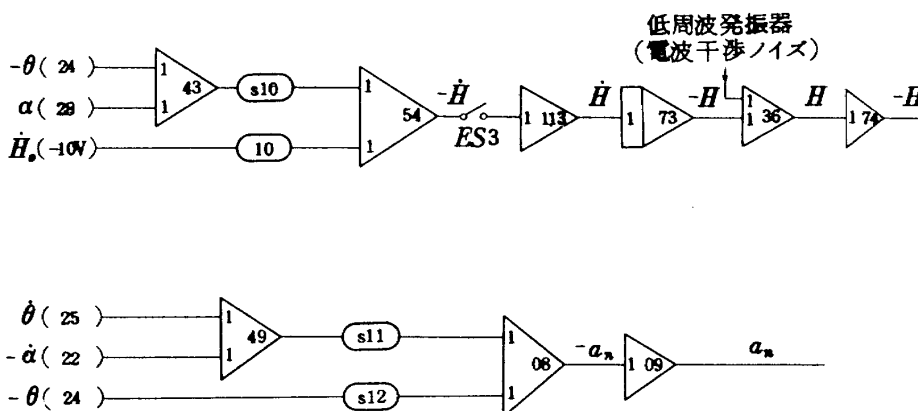 低周波発振器
(電波干渉ノイズ)
-θ( 24 )
1
43
s10
α( 28 )
1
1
54
-Ḣ
ES3
1 113
Ḣ
1
73
-H
1
1
36
H
1 74
-H
Ḣ₀(-10V)
10
1
θ̇( 25 )
1
49
s11
-α̇( 22 )
1
1
08
-aₙ
1 09
aₙ
-θ( 24 )
s12
1